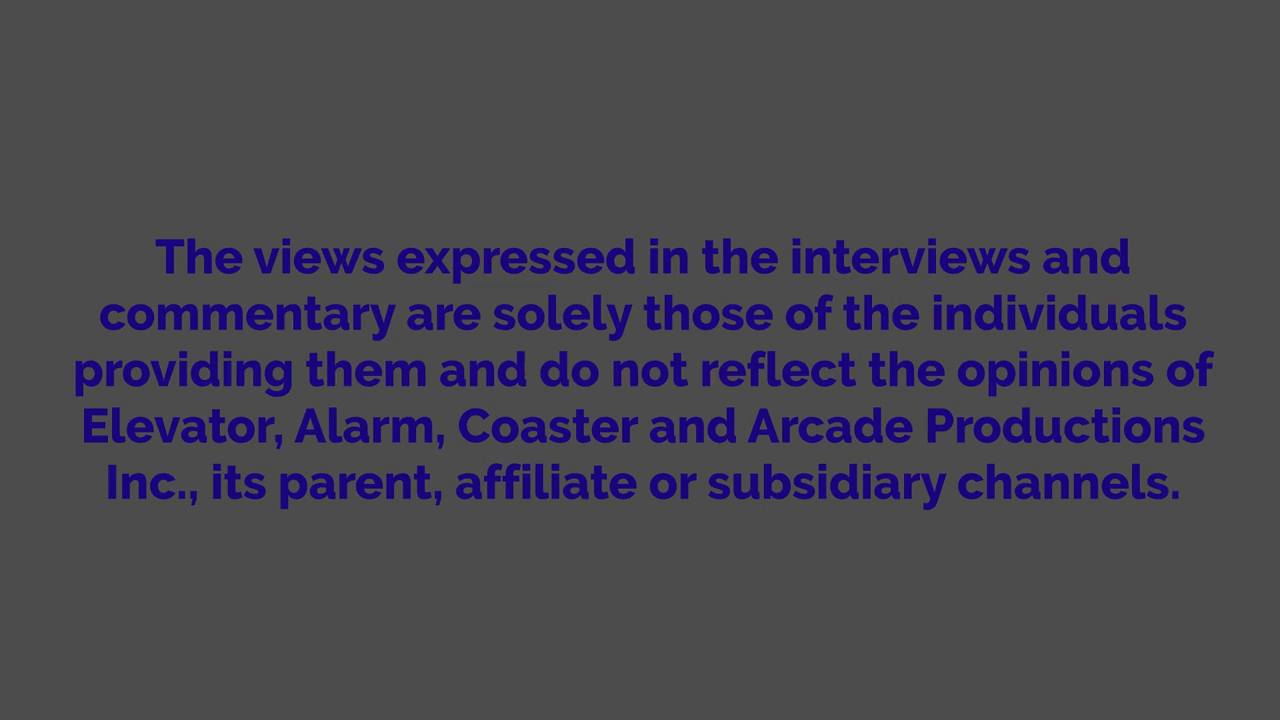 The views expressed in the interviews and
commentary are solely those of the individuals
providing them and do not reflect the opinions of
Elevator, Alarm, Coaster and Arcade Productions
Inc., its parent, affiliate or subsidiary channels.